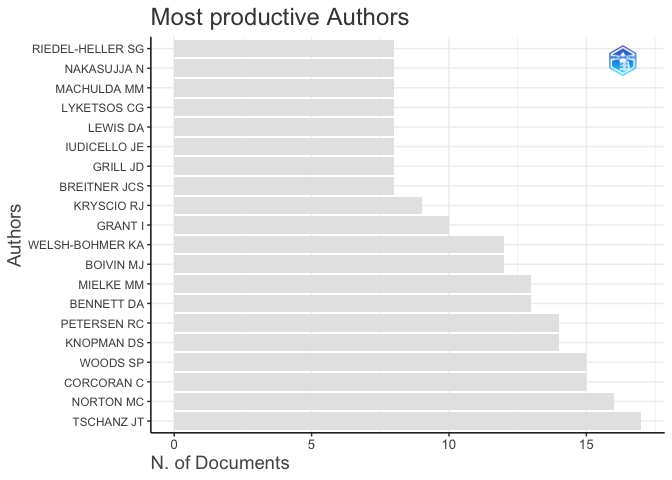 Most productive Authors
RIEDEL-HELLER SG
NAKASUJJA N
MACHULDA MM
LYKETSOS CG
LEWIS DA
IUDICELLO JE
GRILL JD
BREITNER JCS
KRYSCIO RJ
GRANT I
WELSH-BOHMER KA
BOIVIN MJ
MIELKE MM
BENNETT DA
PETERSEN RC
KNOPMAN DS
WOODS SP
CORCORAN C
NORTON MC
TSCHANZ JT
Authors
0 5 10 15
N. of Documents